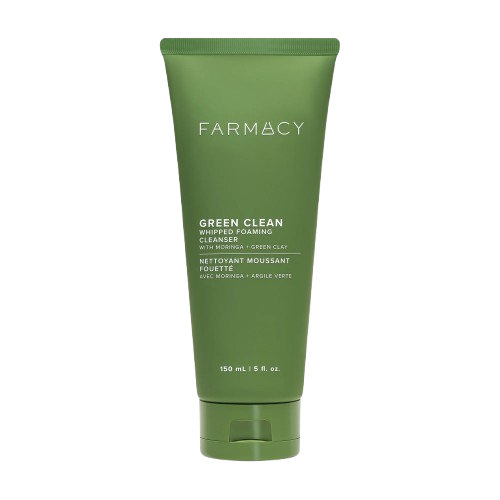 FARMACY
GREEN CLEAN
WHIPPED FOAMING
CLEANSER
WITH MORINGA + GREEN CLAY
NETTOYANT MOUSSANT
FOUETTÉ
AVEC MORINGA + ARGILE VERTE
150 mL | 5 fl. oz.